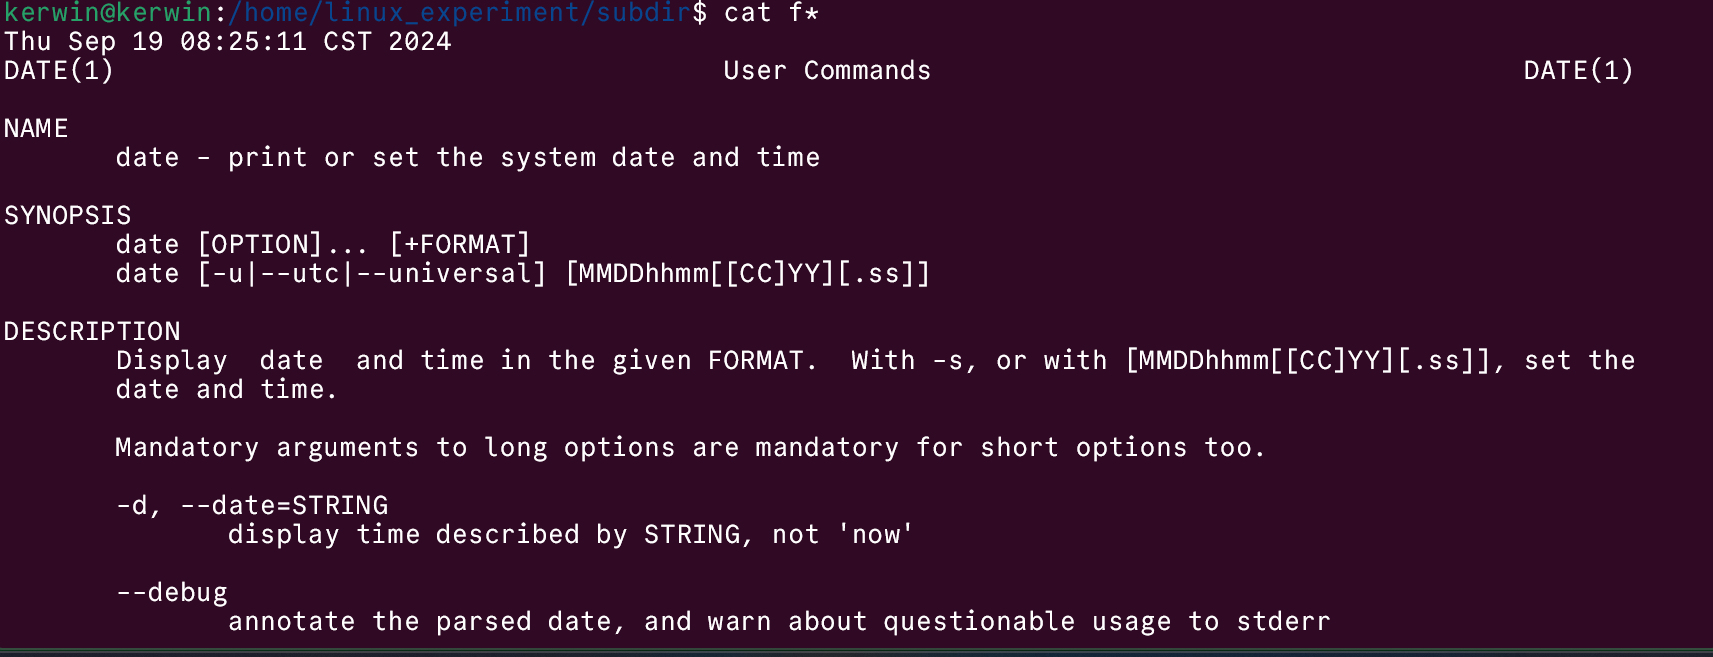 kerwin@kerwin:/home/linux_experiment/subdir$ cat f*
Thu Sep 19 08:25:11 CST 2024
DATE(1)                                      User Commands                                     DATE(1)
NAME
       date - print or set the system date and time
SYNOPSIS
       date [OPTION]... [+FORMAT]
       date [-u|--utc|--universal] [MMDDhhmm[[CC]YY][.ss]]
DESCRIPTION
       Display  date  and time in the given FORMAT.  With -s, or with [MMDDhhmm[[CC]YY][.ss]], set the
       date and time.
       Mandatory arguments to long options are mandatory for short options too.
       -d, --date=STRING
              display time described by STRING, not 'now'
       --debug
              annotate the parsed date, and warn about questionable usage to stderr